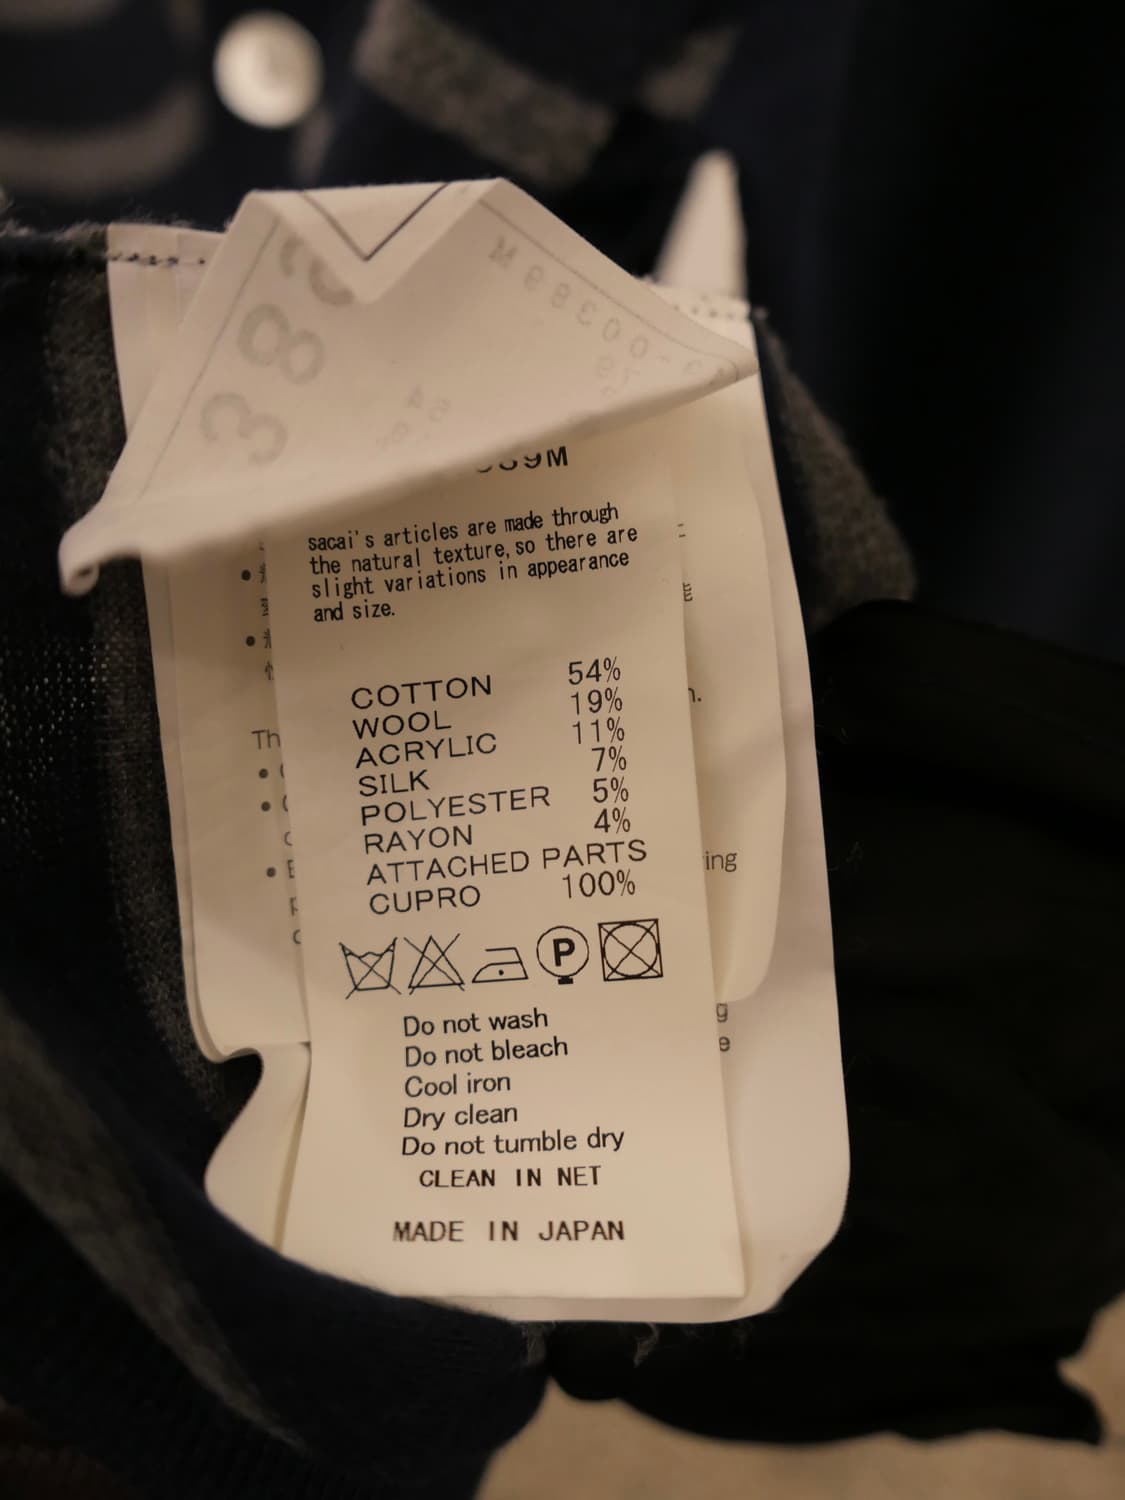 sacai's articles are made through
the natural texture, so there are
slight variations in appearance
and size.
COTTON 54%
WOOL 19%
ACRYLIC 11%
SILK 7%
POLYESTER 5%
RAYON 4%
ATTACHED PARTS
CUPRO 100%
P
Do not wash
Do not bleach
Cool iron
Dry clean
Do not tumble dry
CLEAN IN NET
MADE IN JAPAN